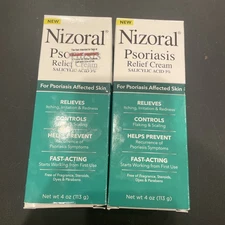 NEW!
Nizoral®
Psoriasis
Relief Cream
SALICYLIC ACID 3%
For Psoriasis Affected Skin
RELIEVES
Itching, Irritation & Redness
CONTROLS
Flaking & Scaling
HELPS PREVENT
Recurrence of
Psoriasis Symptoms
FAST-ACTING
Starts Working from First Use
Free of Fragrance, Steroids,
Dyes & Parabens
Net wt 4 oz (113 g)
NEW
Nizoral®
Psoriasis
Relief Cream
SALICYLIC ACID 3%
For Psoriasis Affected Skin
RELIEVES
Itching, Irritation & Redness
CONTROLS
Flaking & Scaling
HELPS PREVENT
Recurrence of
Psoriasis Symptoms
FAST-ACTING
Starts Working from First Use
Free of Fragrance, Steroids,
Dyes & Parabens
Net wt 4 oz (113 g)